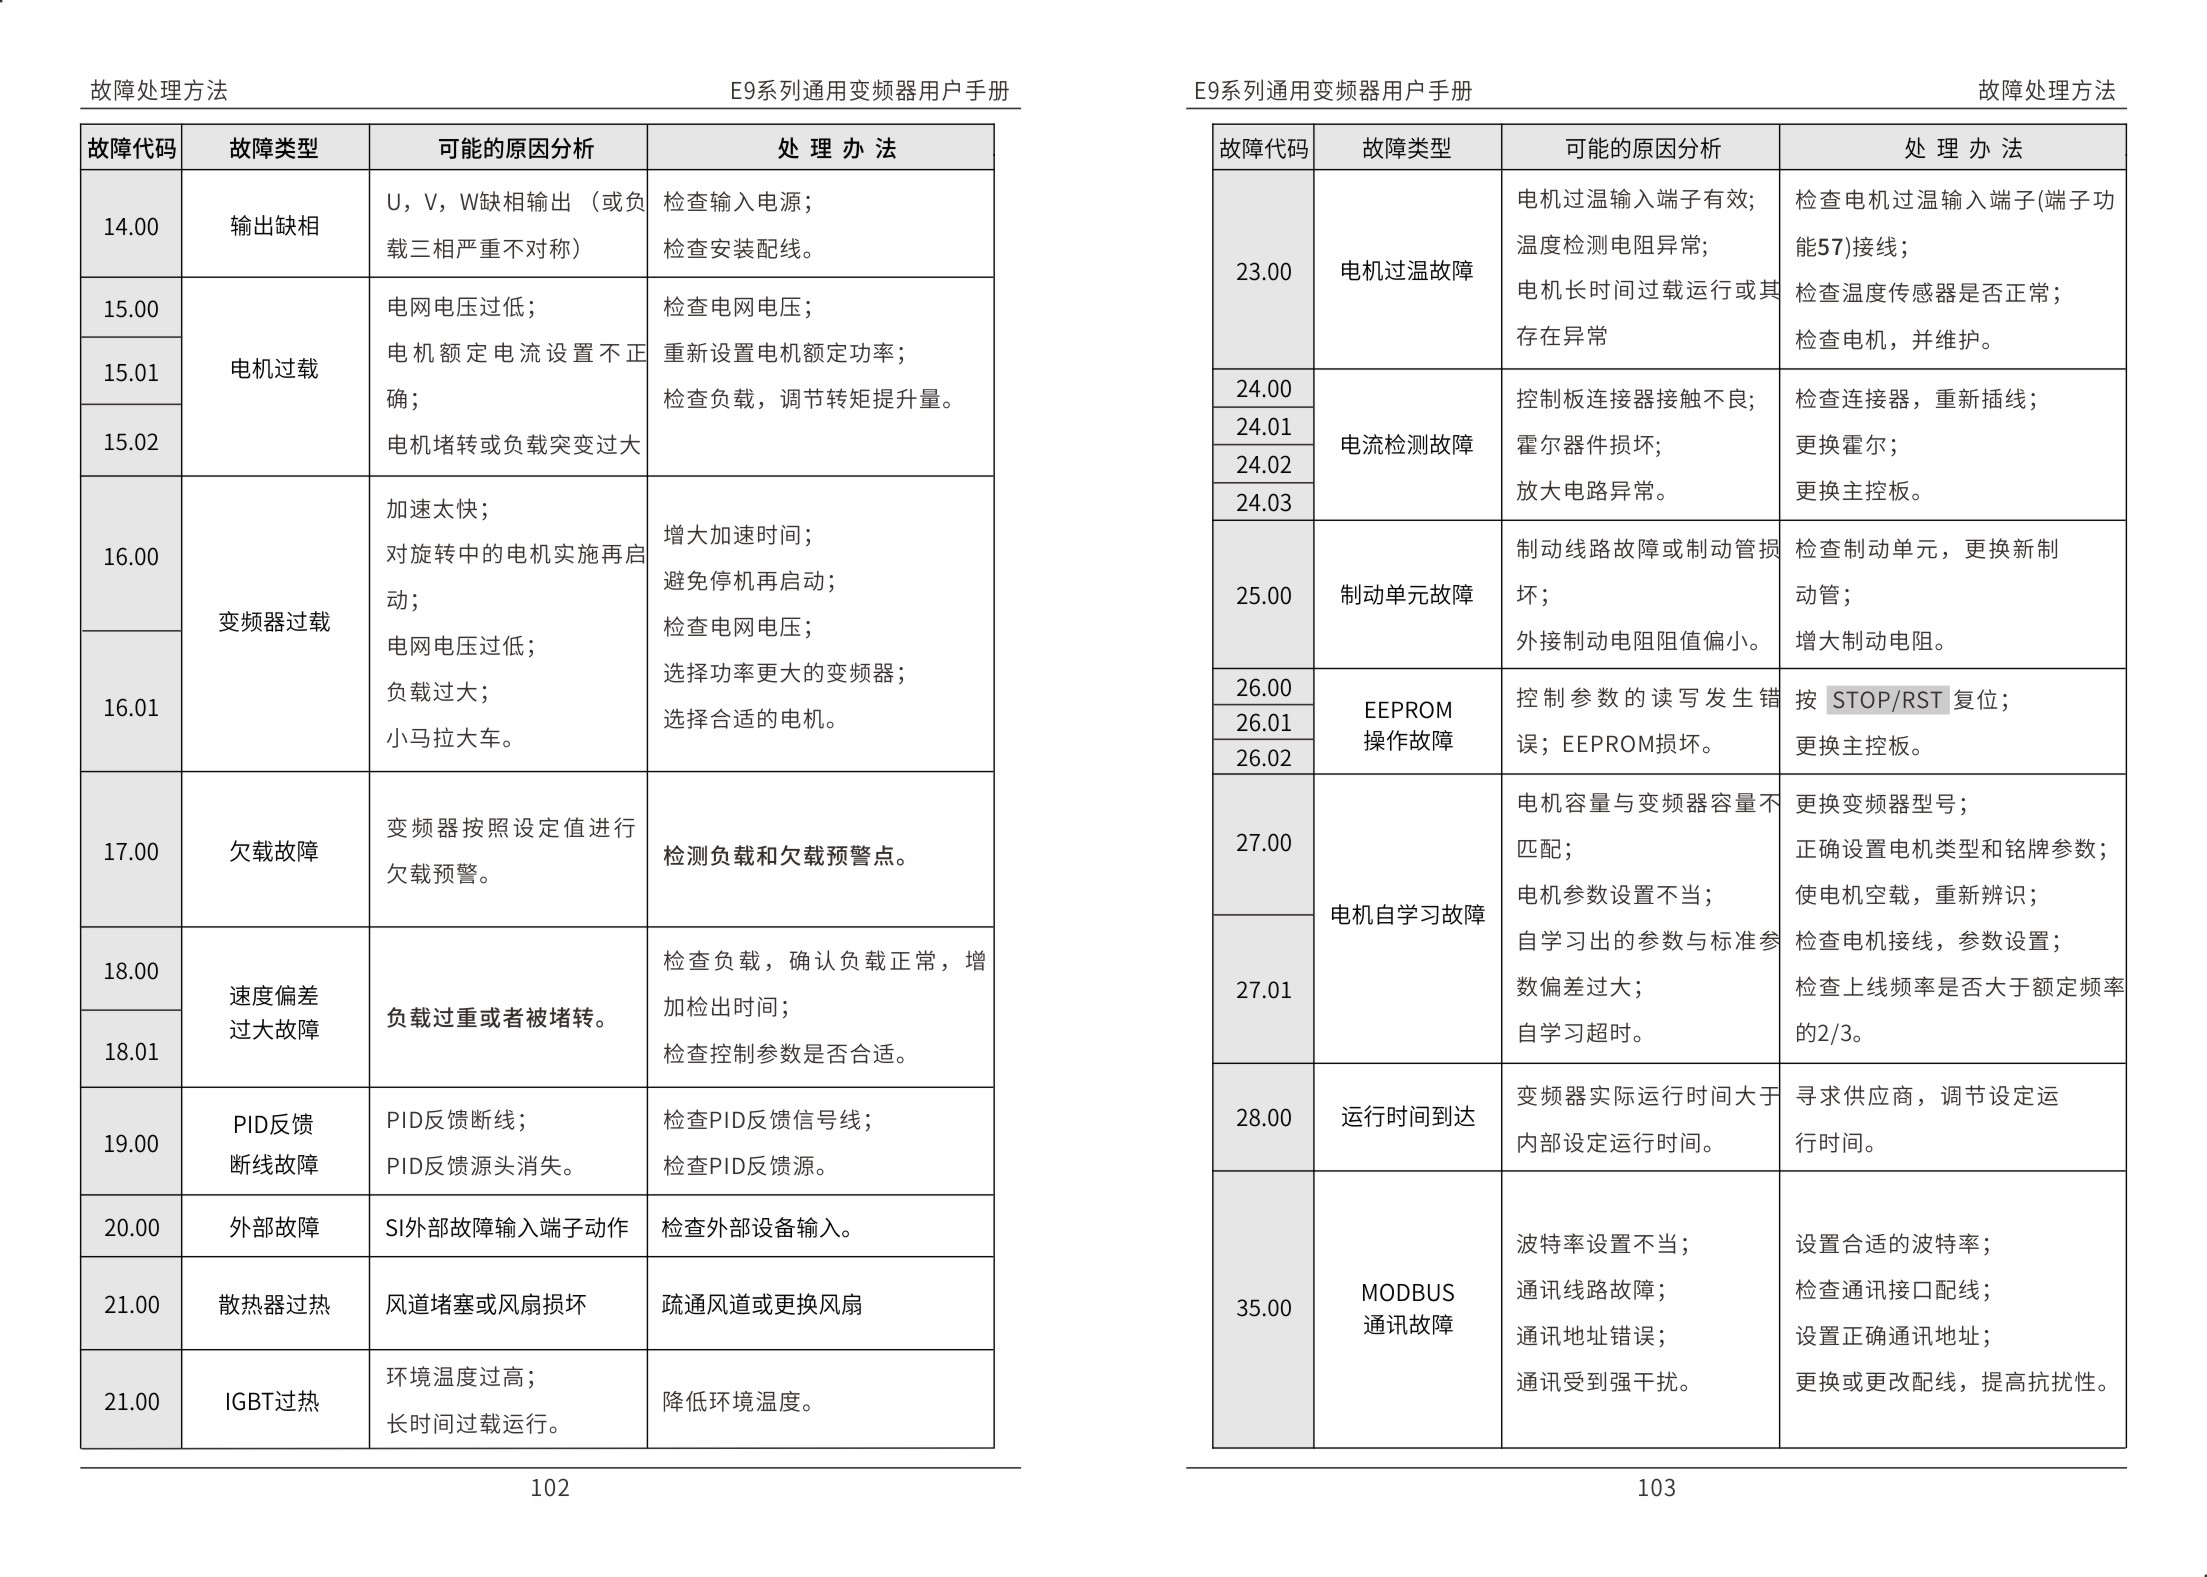 故障处理方法
E9系列通用变频器用户手册
故障代码
故障类型
可能的原因分析
处 理 办 法
14.00
输出缺相
U，V，W缺相输出 （或负
载三相严重不对称）
检查输入电源；
检查安装配线。
15.00
15.01
15.02
电机过载
电网电压过低；
电机额定电流设置不正
确；
电机堵转或负载突变过大
检查电网电压；
重新设置电机额定功率；
检查负载，调节转矩提升量。
16.00
16.01
变频器过载
加速太快；
对旋转中的电机实施再启
动；
电网电压过低；
负载过大；
小马拉大车。
增大加速时间；
避免停机再启动；
检查电网电压；
选择功率更大的变频器；
选择合适的电机。
17.00
欠载故障
变频器按照设定值进行
欠载预警。
检测负载和欠载预警点。
18.00
18.01
速度偏差
过大故障
负载过重或者被堵转。
检查负载，确认负载正常，增
加检出时间；
检查控制参数是否合适。
19.00
PID反馈
断线故障
PID反馈断线；
PID反馈源头消失。
检查PID反馈信号线；
检查PID反馈源。
20.00
外部故障
SI外部故障输入端子动作
检查外部设备输入。
21.00
散热器过热
风道堵塞或风扇损坏
疏通风道或更换风扇
21.00
IGBT过热
环境温度过高；
长时间过载运行。
降低环境温度。
102
E9系列通用变频器用户手册
故障处理方法
故障代码
故障类型
可能的原因分析
处 理 办 法
23.00
电机过温故障
电机过温输入端子有效;
温度检测电阻异常;
电机长时间过载运行或其
存在异常
检查电机过温输入端子(端子功
能57)接线；
检查温度传感器是否正常；
检查电机，并维护。
24.00
24.01
24.02
24.03
电流检测故障
控制板连接器接触不良;
霍尔器件损坏;
放大电路异常。
检查连接器，重新插线；
更换霍尔；
更换主控板。
25.00
制动单元故障
制动线路故障或制动管损
坏；
外接制动电阻阻值偏小。
检查制动单元，更换新制
动管；
增大制动电阻。
26.00
26.01
26.02
EEPROM
操作故障
控制参数的读写发生错
误；EEPROM损坏。
按 STOP/RST 复位；
更换主控板。
27.00
27.01
电机自学习故障
电机容量与变频器容量不
匹配；
电机参数设置不当；
自学习出的参数与标准参
数偏差过大；
自学习超时。
更换变频器型号；
正确设置电机类型和铭牌参数；
使电机空载，重新辨识；
检查电机接线，参数设置；
检查上线频率是否大于额定频率
的2/3。
28.00
运行时间到达
变频器实际运行时间大于
内部设定运行时间。
寻求供应商，调节设定运
行时间。
35.00
MODBUS
通讯故障
波特率设置不当；
通讯线路故障；
通讯地址错误；
通讯受到强干扰。
设置合适的波特率；
检查通讯接口配线；
设置正确通讯地址；
更换或更改配线，提高抗扰性。
103